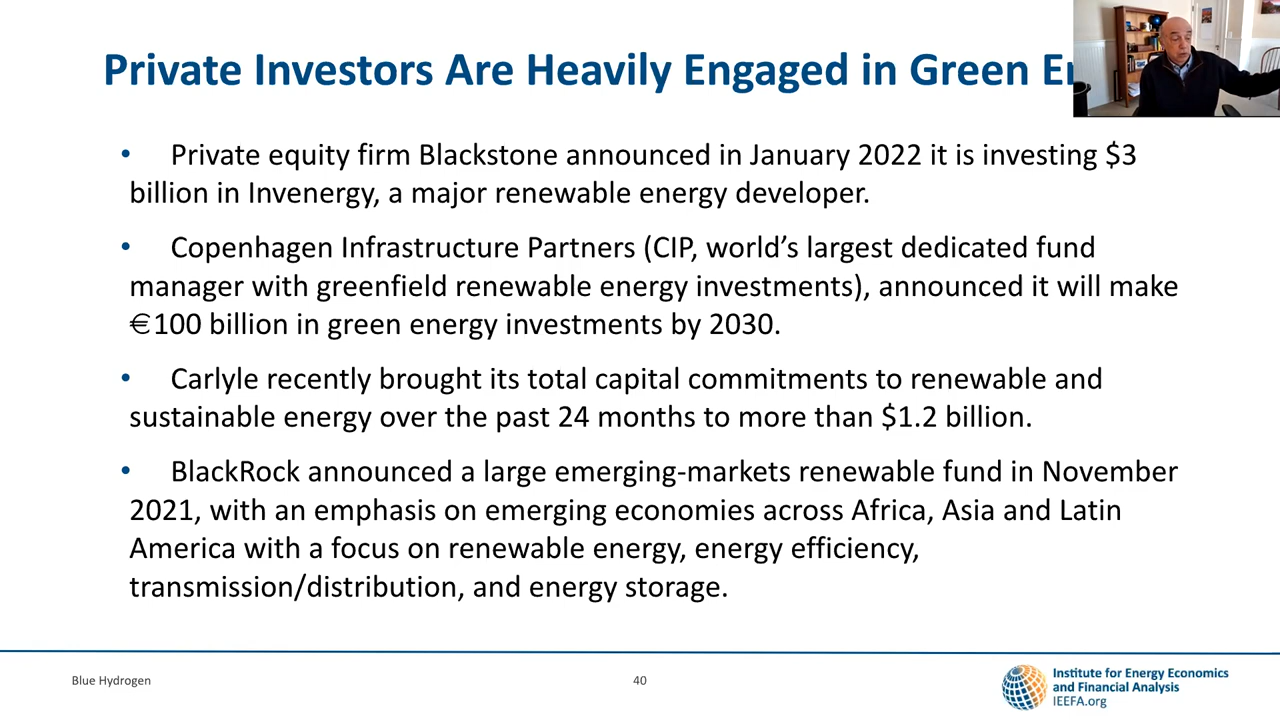 Private Investors Are Heavily Engaged in Green
• Private equity firm Blackstone announced in January 2022 it is investing $3
billion in Invenergy, a major renewable energy developer.
• Copenhagen Infrastructure Partners (CIP, world’s largest dedicated fund
manager with greenfield renewable energy investments), announced it will make
€100 billion in green energy investments by 2030.
• Carlyle recently brought its total capital commitments to renewable and
sustainable energy over the past 24 months to more than $1.2 billion.
• BlackRock announced a large emerging-markets renewable fund in November
2021, with an emphasis on emerging economies across Africa, Asia and Latin
America with a focus on renewable energy, energy efficiency,
transmission/distribution, and energy storage.
Blue Hydrogen
40
Institute for Energy Economics
and Financial Analysis
IEEFA.org